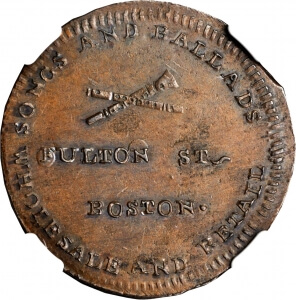 SONGS AND BALLADS
FULTON ST
BOSTON.
WHOLESALE AND RETAIL